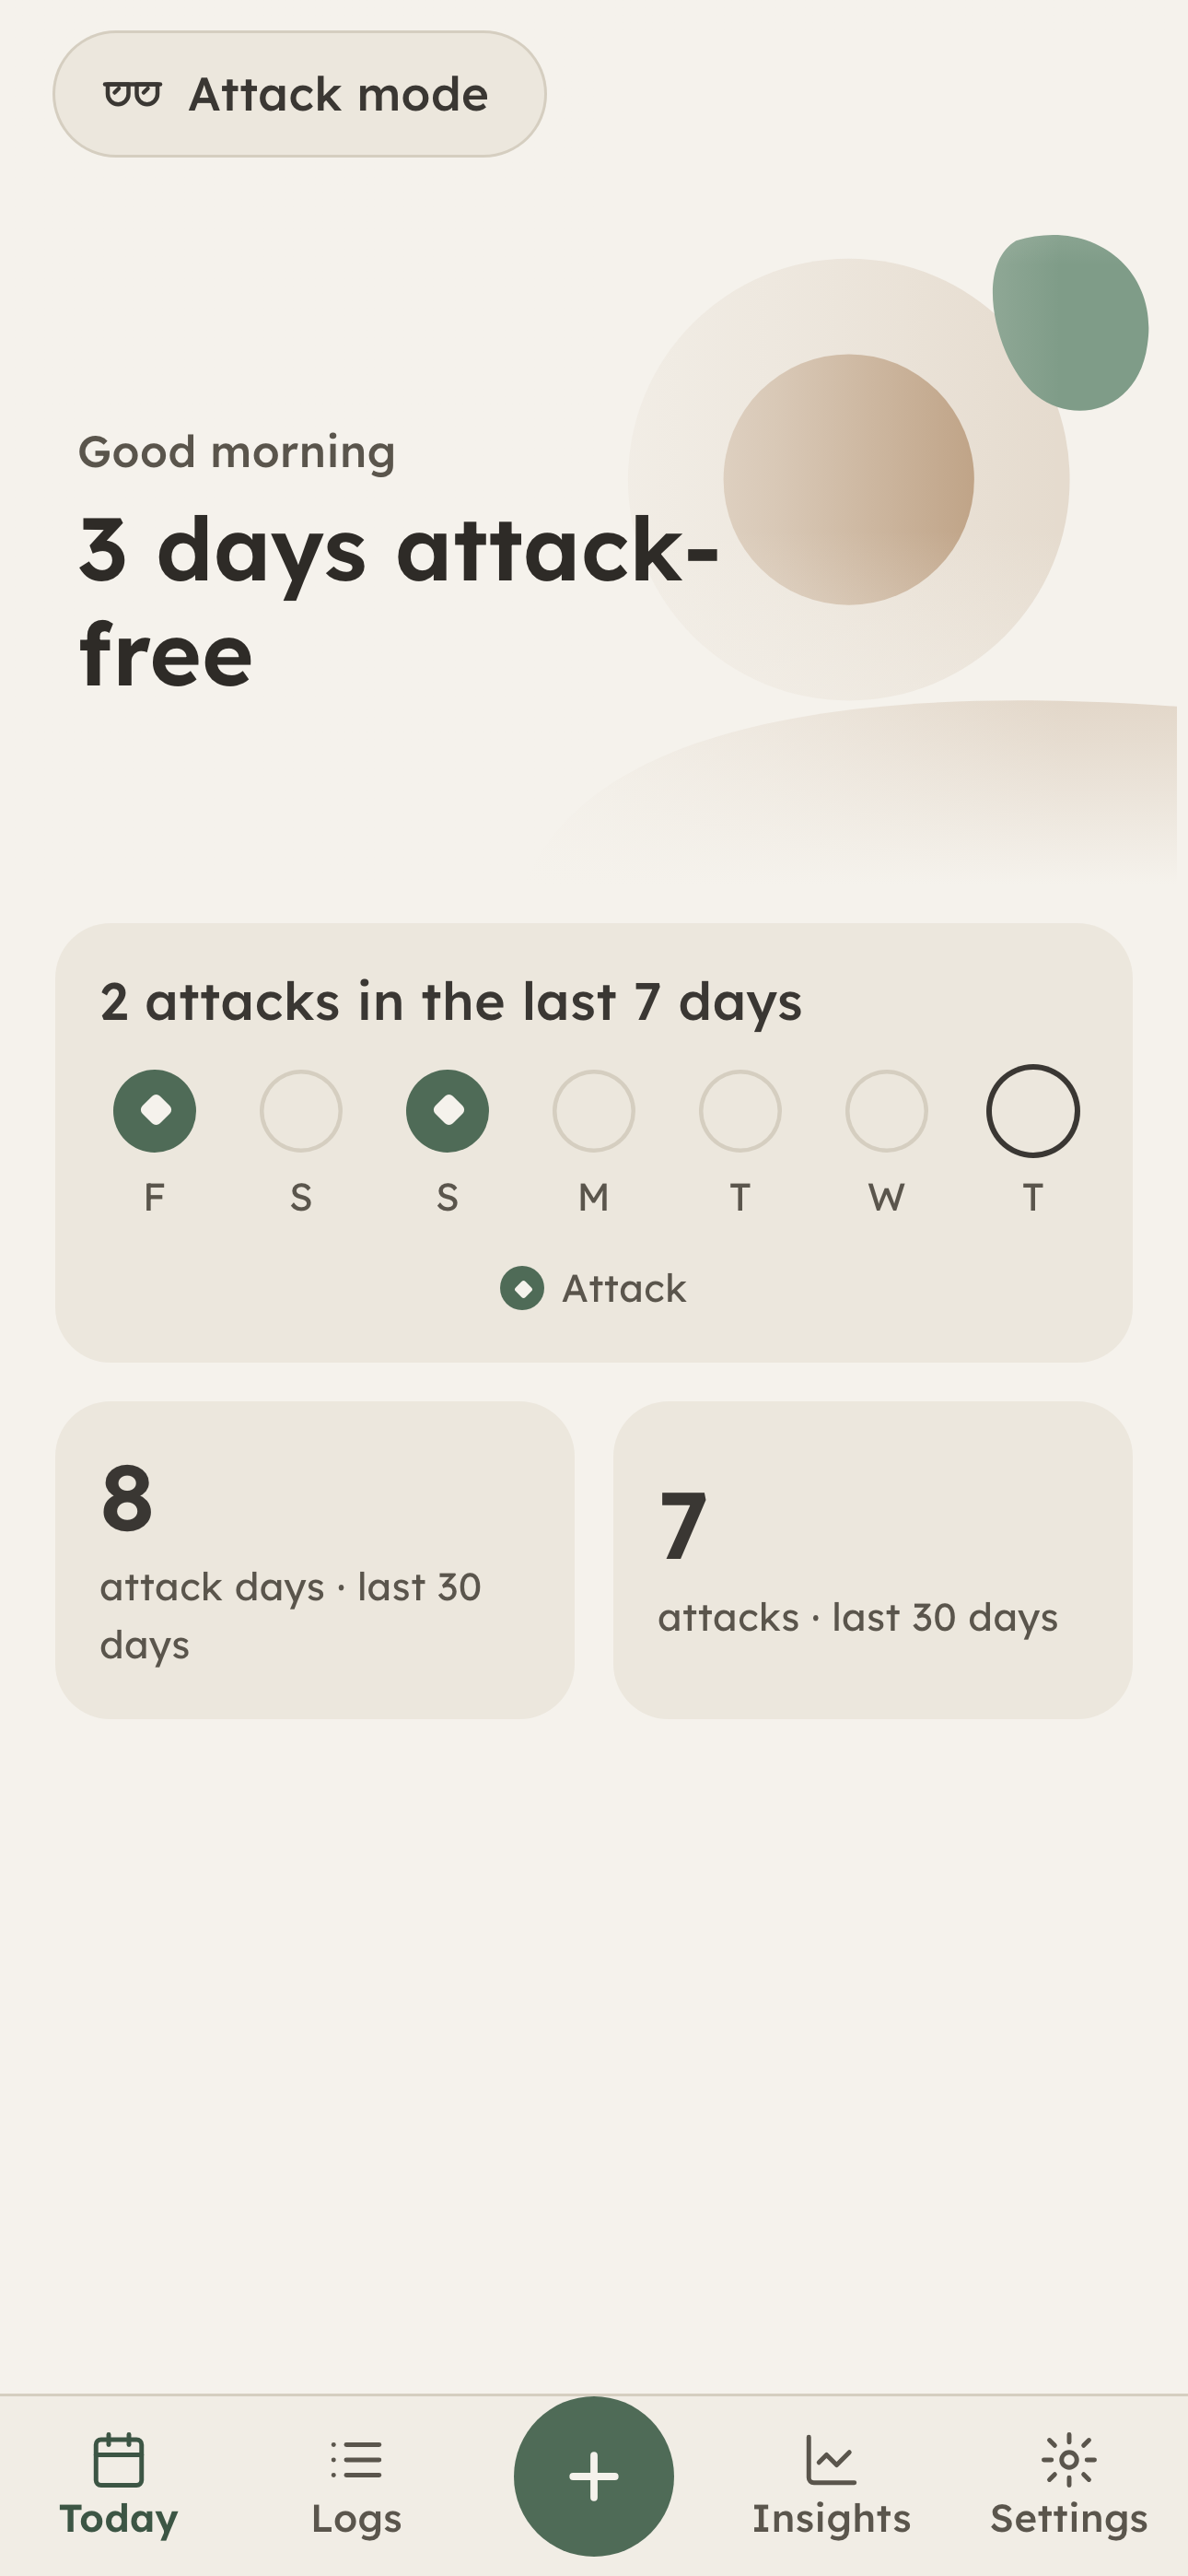 Attack mode
Good morning
3 days attack-
free
2 attacks in the last 7 days
F S S M T W T
Attack
8
attack days · last 30
days
7
attacks · last 30 days
Today Logs Insights Settings